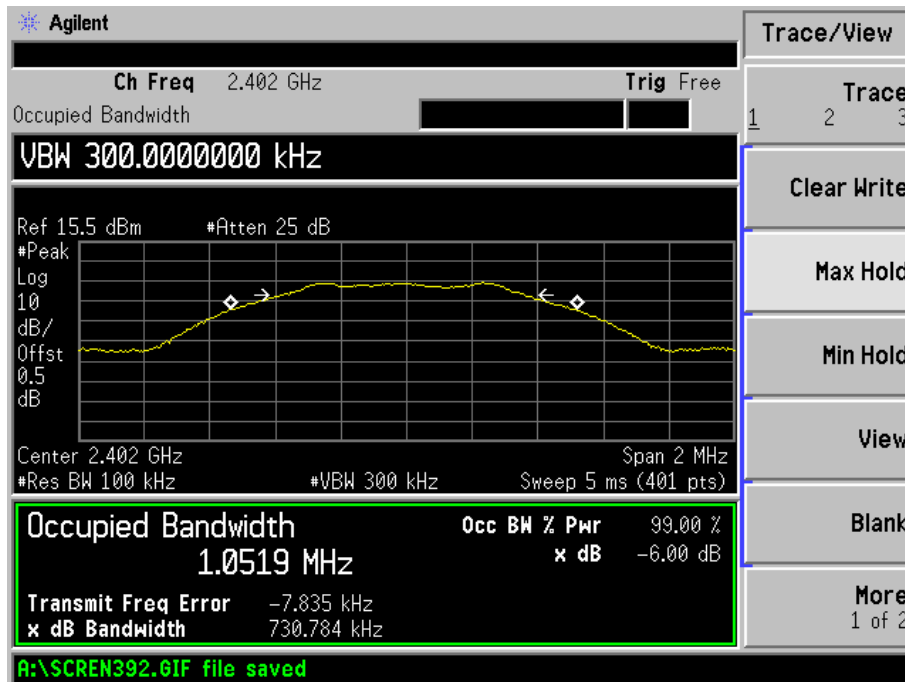 Agilent
Trace/View
Ch Freq 2.402 GHz Trig Free
Occupied Bandwidth
Trace
1 2 3
VBW 300.0000000 kHz
Clear Write
Ref 15.5 dBm #Atten 25 dB
#Peak
Log
10
dB/
Offst
0.5
dB
Max Hold
Min Hold
Center 2.402 GHz Span 2 MHz
#Res BW 100 kHz #VBW 300 kHz Sweep 5 ms (401 pts)
View
Occupied Bandwidth Occ BW % Pwr 99.00 %
1.0519 MHz x dB -6.00 dB
Blank
Transmit Freq Error -7.835 kHz
x dB Bandwidth 730.784 kHz
More
1 of 2
A:\SCREN392.GIF file saved